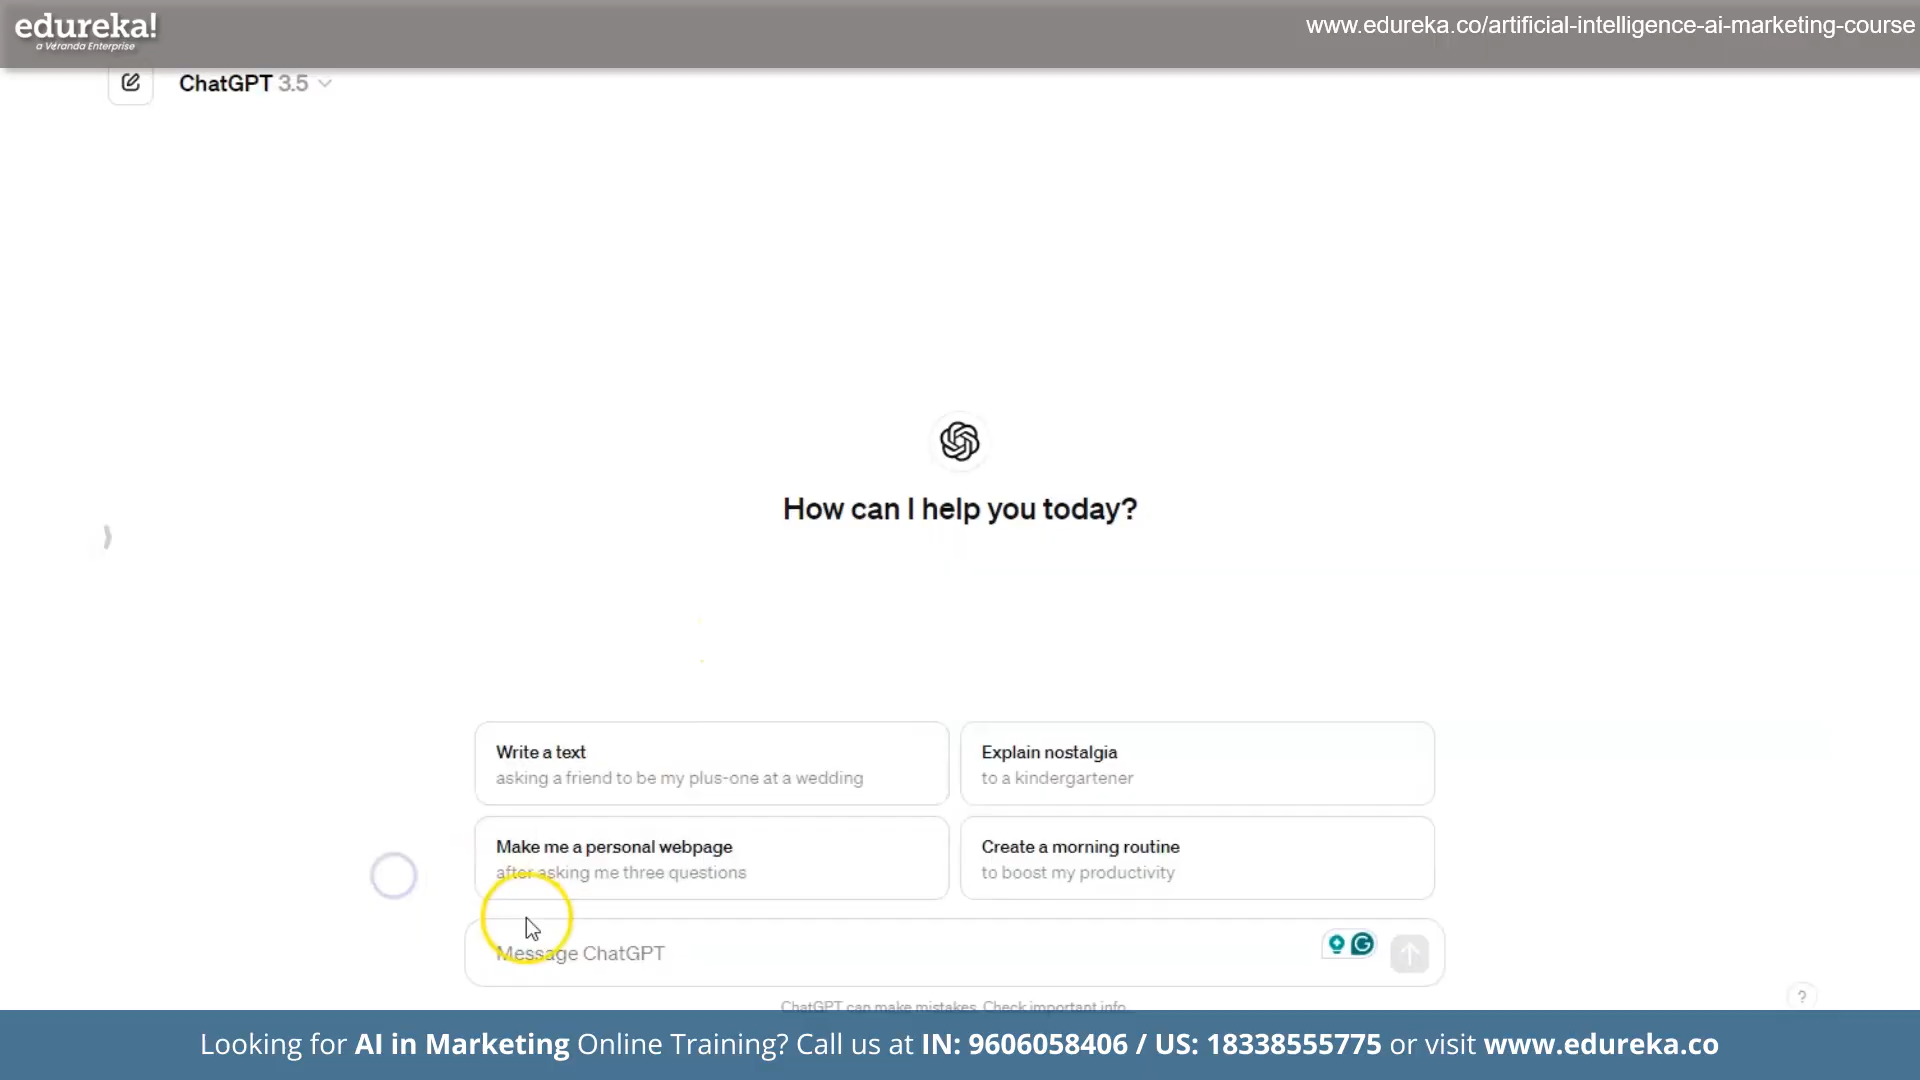 edureka!
a Veranda Enterprise
www.edureka.co/artificial-intelligence-ai-marketing-course
ChatGPT 3.5
How can I help you today?
Write a text
asking a friend to be my plus-one at a wedding
Explain nostalgia
to a kindergartener
Make me a personal webpage
after asking me three questions
Create a morning routine
to boost my productivity
Message ChatGPT
ChatGPT can make mistakes. Check important info.
?
Looking for AI in Marketing Online Training? Call us at IN: 9606058406 / US: 18338555775 or visit www.edureka.co